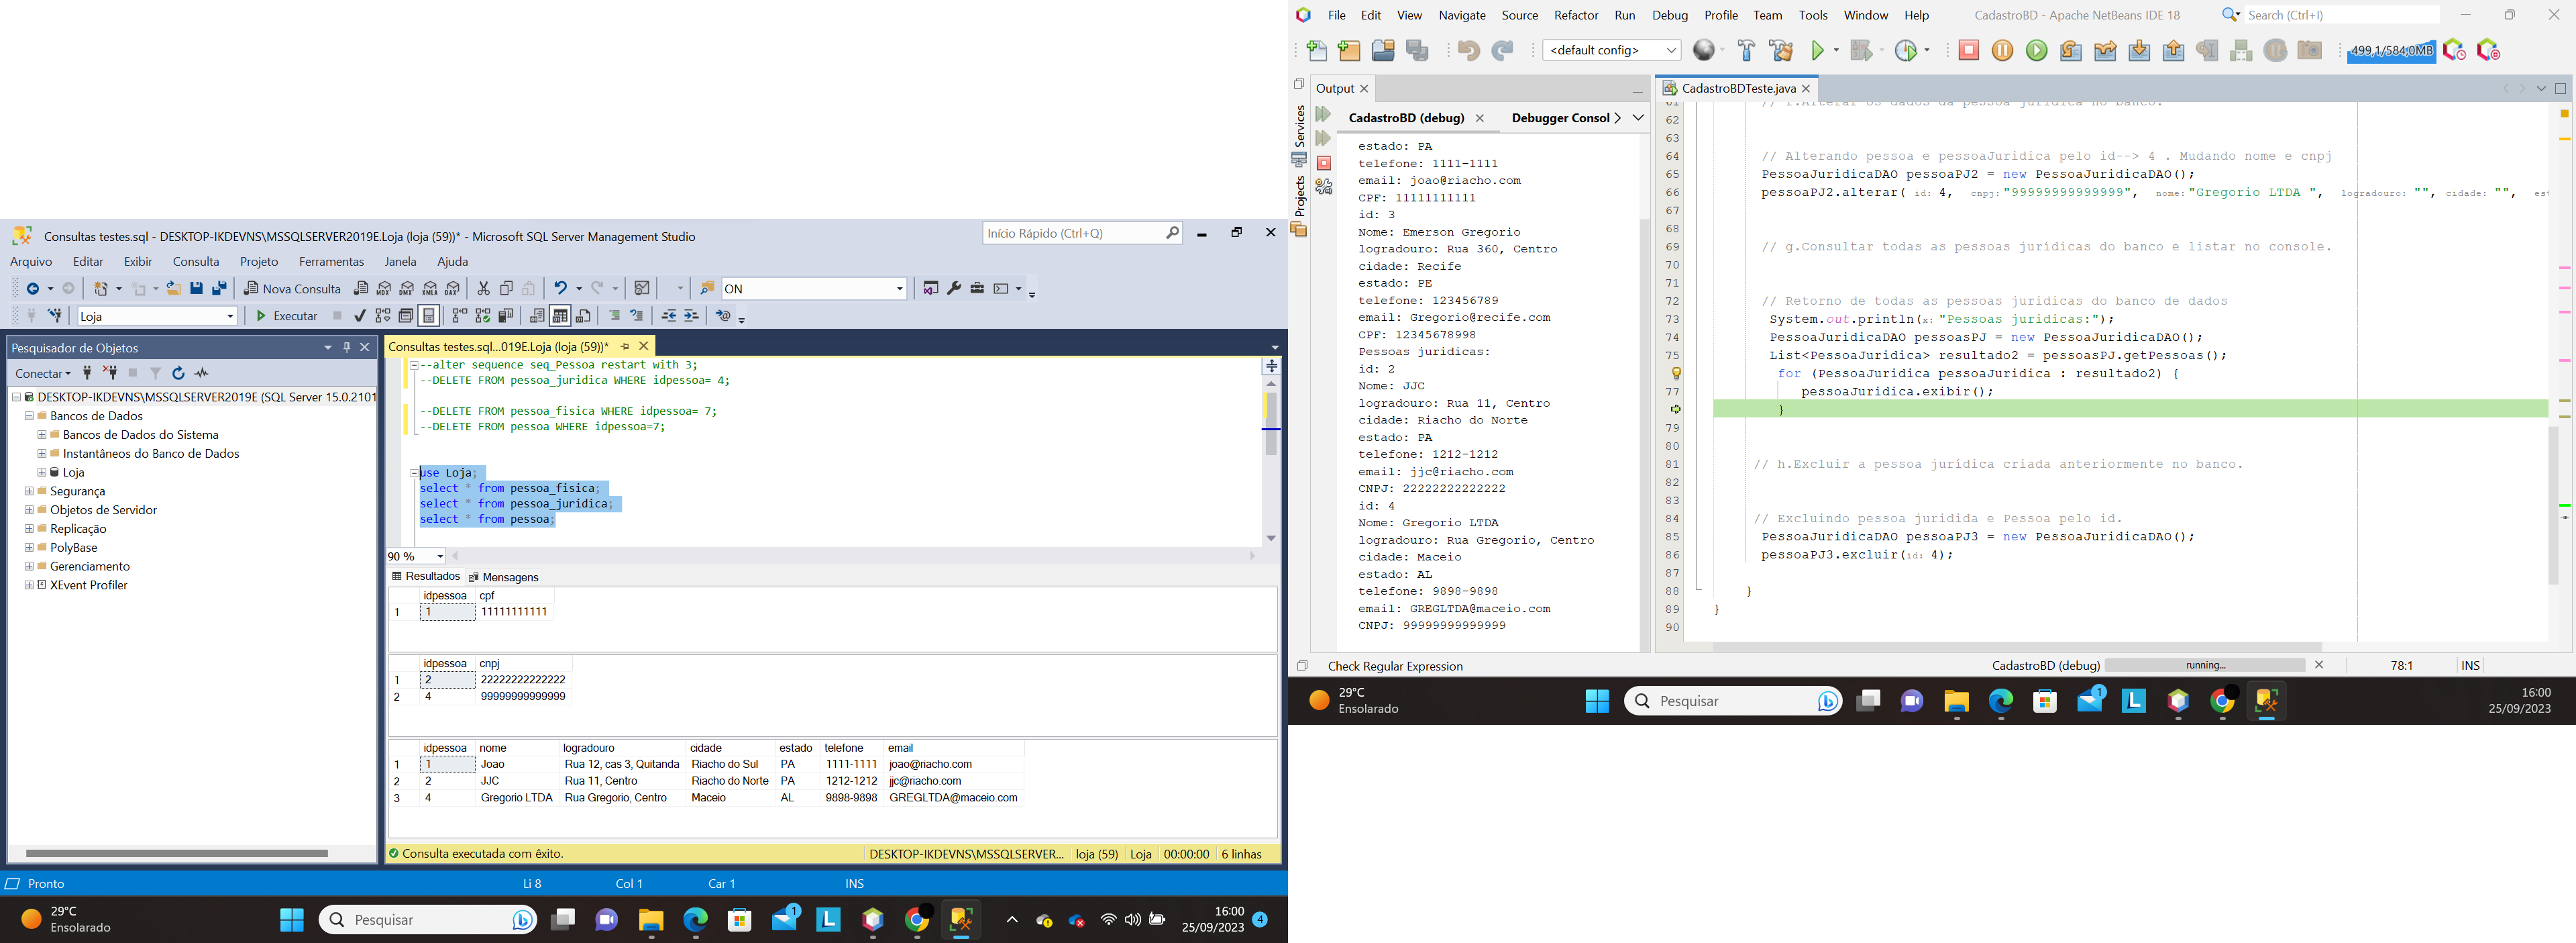 Consultas testes.sql - DESKTOP-IKDEVNS\MSSQLSERVER2019E.Loja (loja (59))* - Microsoft SQL Server Management Studio
Início Rápido (Ctrl+Q)
Arquivo Editar Exibir Consulta Projeto Ferramentas Janela Ajuda
Nova Consulta MDX DMX XMLA DAX ON
Loja Executar
Pesquisador de Objetos
Conectar
DESKTOP-IKDEVNS\MSSQLSERVER2019E (SQL Server 15.0.2101
Bancos de Dados
Bancos de Dados do Sistema
Instantâneos do Banco de Dados
Loja
Segurança
Objetos de Servidor
Replicação
PolyBase
Gerenciamento
XEvent Profiler
Consultas testes.sql...019E.Loja (loja (59))*
--alter sequence seq_Pessoa restart with 3;
--DELETE FROM pessoa_juridica WHERE idpessoa= 4;
--DELETE FROM pessoa_fisica WHERE idpessoa= 7;
--DELETE FROM pessoa WHERE idpessoa=7;
use Loja;
select * from pessoa_fisica;
select * from pessoa_juridica;
select * from pessoa;
90 %
Resultados Mensagens
idpessoa cpf
1 1 11111111111
idpessoa cnpj
1 2 22222222222222
2 4 99999999999999
idpessoa nome logradouro cidade estado telefone email
1 1 Joao Rua 12, cas 3, Quitanda Riacho do Sul PA 1111-1111 joao@riacho.com
2 2 JJC Rua 11, Centro Riacho do Norte PA 1212-1212 jjc@riacho.com
3 4 Gregorio LTDA Rua Gregorio, Centro Maceio AL 9898-9898 GREGLTDA@maceio.com
Consulta executada com êxito. DESKTOP-IKDEVNS\MSSQLSERVER... loja (59) Loja 00:00:00 6 linhas
Pronto Li 8 Col 1 Car 1 INS
29°C
Ensolarado
Pesquisar
1
L
16:00
25/09/2023
4
File Edit View Navigate Source Refactor Run Debug Profile Team Tools Window Help CadastroBD - Apache NetBeans IDE 18 Search (Ctrl+I)
<default config> 499,1/584,0MB
Services
Projects
Output
CadastroBD (debug) Debugger Consol
estado: PA
telefone: 1111-1111
email: joao@riacho.com
CPF: 11111111111
id: 3
Nome: Emerson Gregorio
logradouro: Rua 360, Centro
cidade: Recife
estado: PE
telefone: 123456789
email: Gregorio@recife.com
CPF: 12345678998
Pessoas juridicas:
id: 2
Nome: JJC
logradouro: Rua 11, Centro
cidade: Riacho do Norte
estado: PA
telefone: 1212-1212
email: jjc@riacho.com
CNPJ: 22222222222222
id: 4
Nome: Gregorio LTDA
logradouro: Rua Gregorio, Centro
cidade: Maceio
estado: AL
telefone: 9898-9898
email: GREGLTDA@maceio.com
CNPJ: 99999999999999
CadastroBDTeste.java
61 // f.Alterar os dados da pessoa jurídica no banco.
62
63
64 // Alterando pessoa e pessoaJuridica pelo id--> 4 . Mudando nome e cnpj
65 PessoaJuridicaDAO pessoaPJ2 = new PessoaJuridicaDAO();
66 pessoaPJ2.alterar( id: 4, cnpj: "99999999999999", nome: "Gregorio LTDA ", logradouro: "", cidade: "", est
67
68
69 // g.Consultar todas as pessoas jurídicas do banco e listar no console.
70
71
72 // Retorno de todas as pessoas juridicas do banco de dados
73 System.out.println(x: "Pessoas juridicas:");
74 PessoaJuridicaDAO pessoasPJ = new PessoaJuridicaDAO();
75 List<PessoaJuridica> resultado2 = pessoasPJ.getPessoas();
for (PessoaJuridica pessoaJuridica : resultado2) {
77 pessoaJuridica.exibir();
}
79
80
81 // h.Excluir a pessoa jurídica criada anteriormente no banco.
82
83
84 // Excluindo pessoa juridida e Pessoa pelo id.
85 PessoaJuridicaDAO pessoaPJ3 = new PessoaJuridicaDAO();
86 pessoaPJ3.excluir(id: 4);
87
88 }
89 }
90
Check Regular Expression CadastroBD (debug) running... 78:1 INS
29°C
Ensolarado
Pesquisar
1
L
16:00
25/09/2023